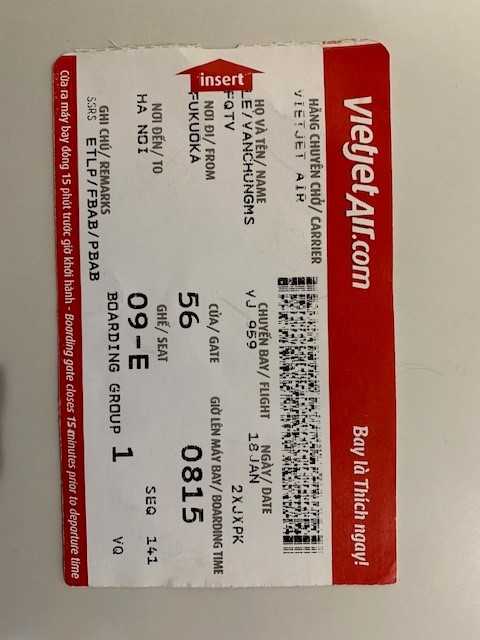 vietjetAir.com
Bay là Thích ngay!
insert
HÃNG CHUYÊN CHỞ/ CARRIER
VIETJET AIR
CHUYẾN BAY/ FLIGHT
VJ 959
NGÀY/ DATE
18JAN
2XJXPK
HỌ VÀ TÊN/ NAME
LE/VANCHUNGMS
FQTV
NƠI ĐI/ FROM
FUKUOKA
CỬA/ GATE
56
GIỜ LÊN MÁY BAY/ BOARDING TIME
0815
NƠI ĐẾN/ TO
HA NOI
GHẾ/ SEAT
09-E
SEQ 141
GHI CHÚ/ REMARKS
SSRS ETLP/FBAB/PBAB
BOARDING GROUP 1
VQ
Cửa ra máy bay đóng 15 phút trước giờ khởi hành - Boarding gate closes 15 minutes prior to departure time